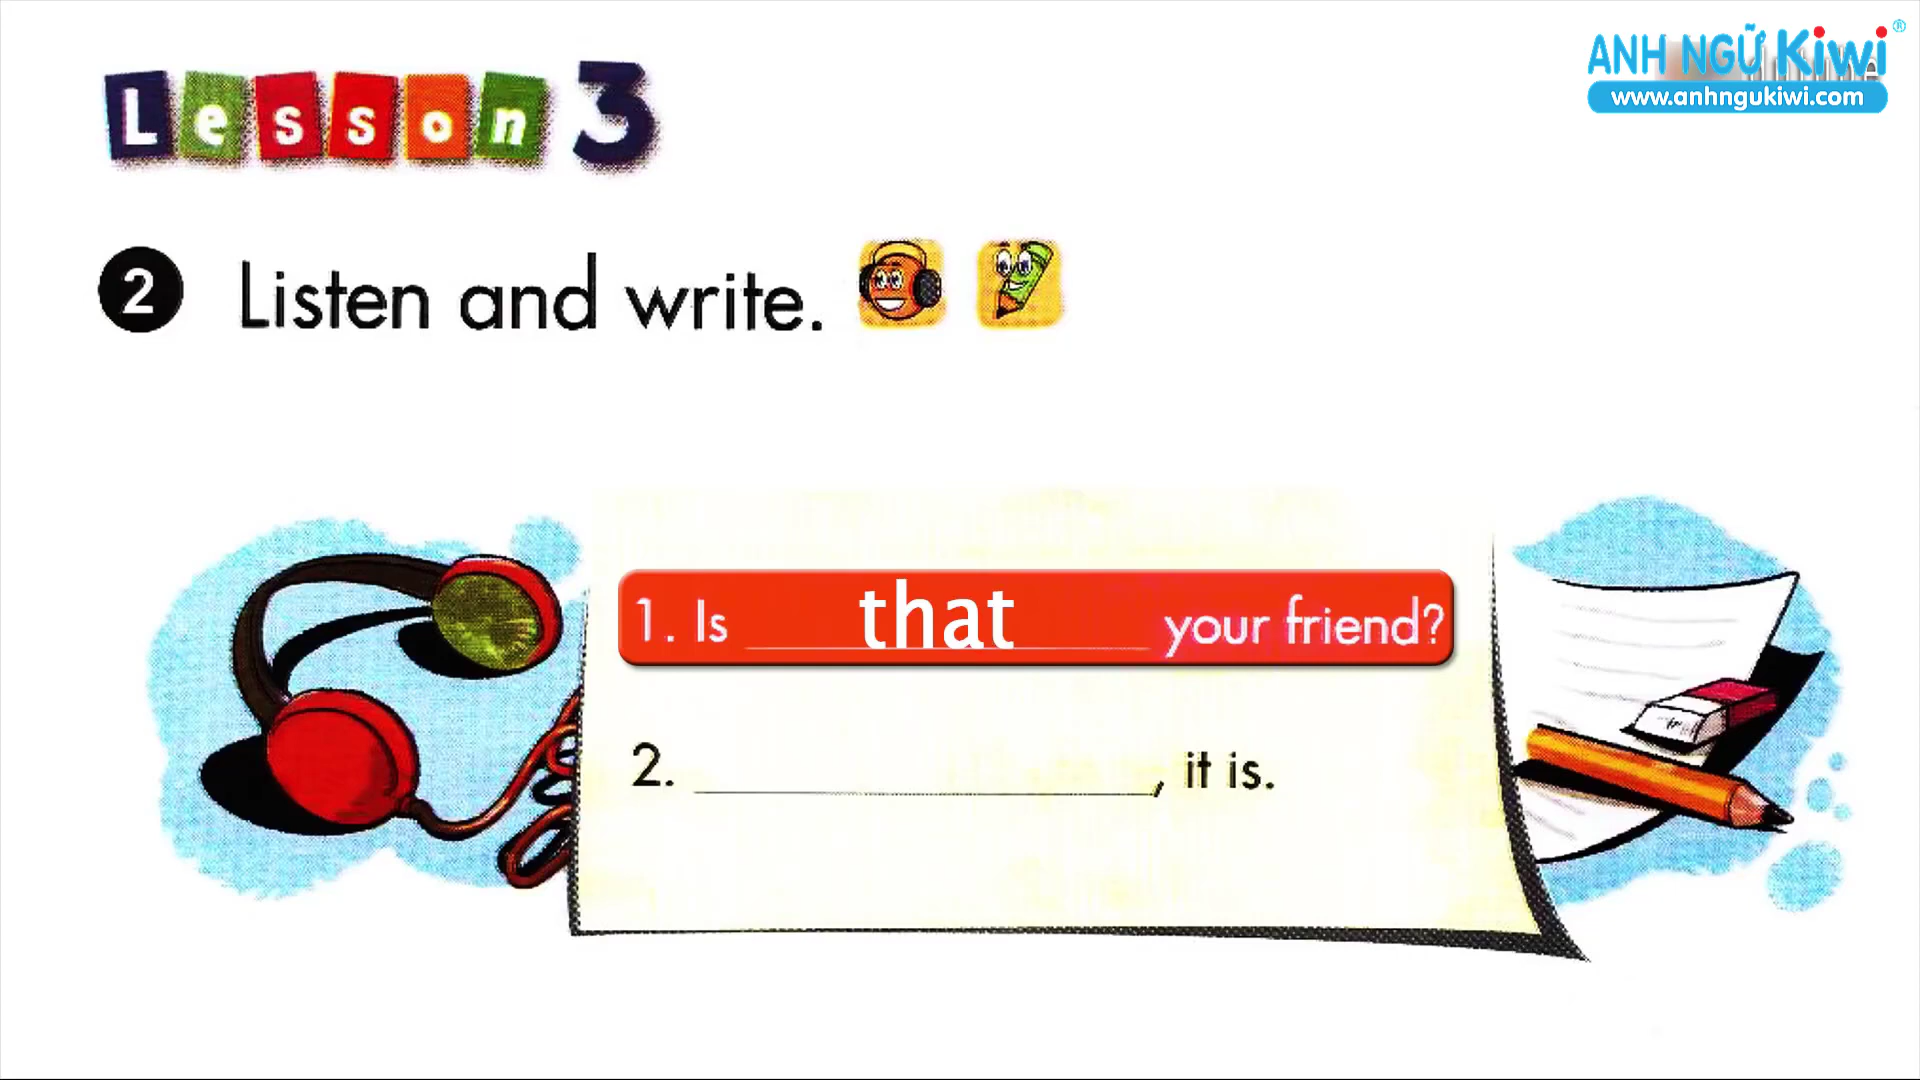 ANH NGỮ Kiwi ®
www.anhngukiwi.com
Lesson 3
2 Listen and write.
1. Is that your friend?
2. ________, it is.